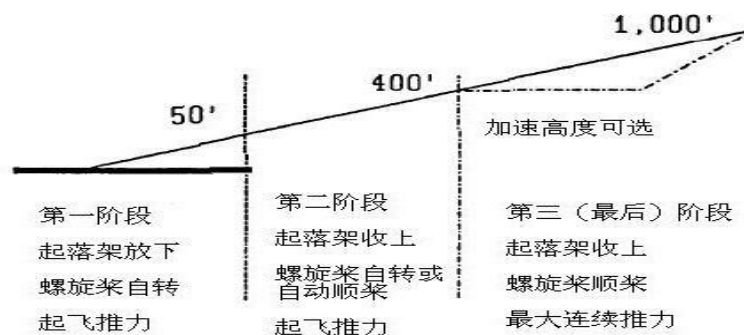 1,000'
400'
50'
加速高度可选
第一阶段
起落架放下
螺旋桨自转
起飞推力
第二阶段
起落架收上
螺旋桨自转或
自动顺桨
起飞推力
第三（最后）阶段
起落架收上
螺旋桨顺桨
最大连续推力